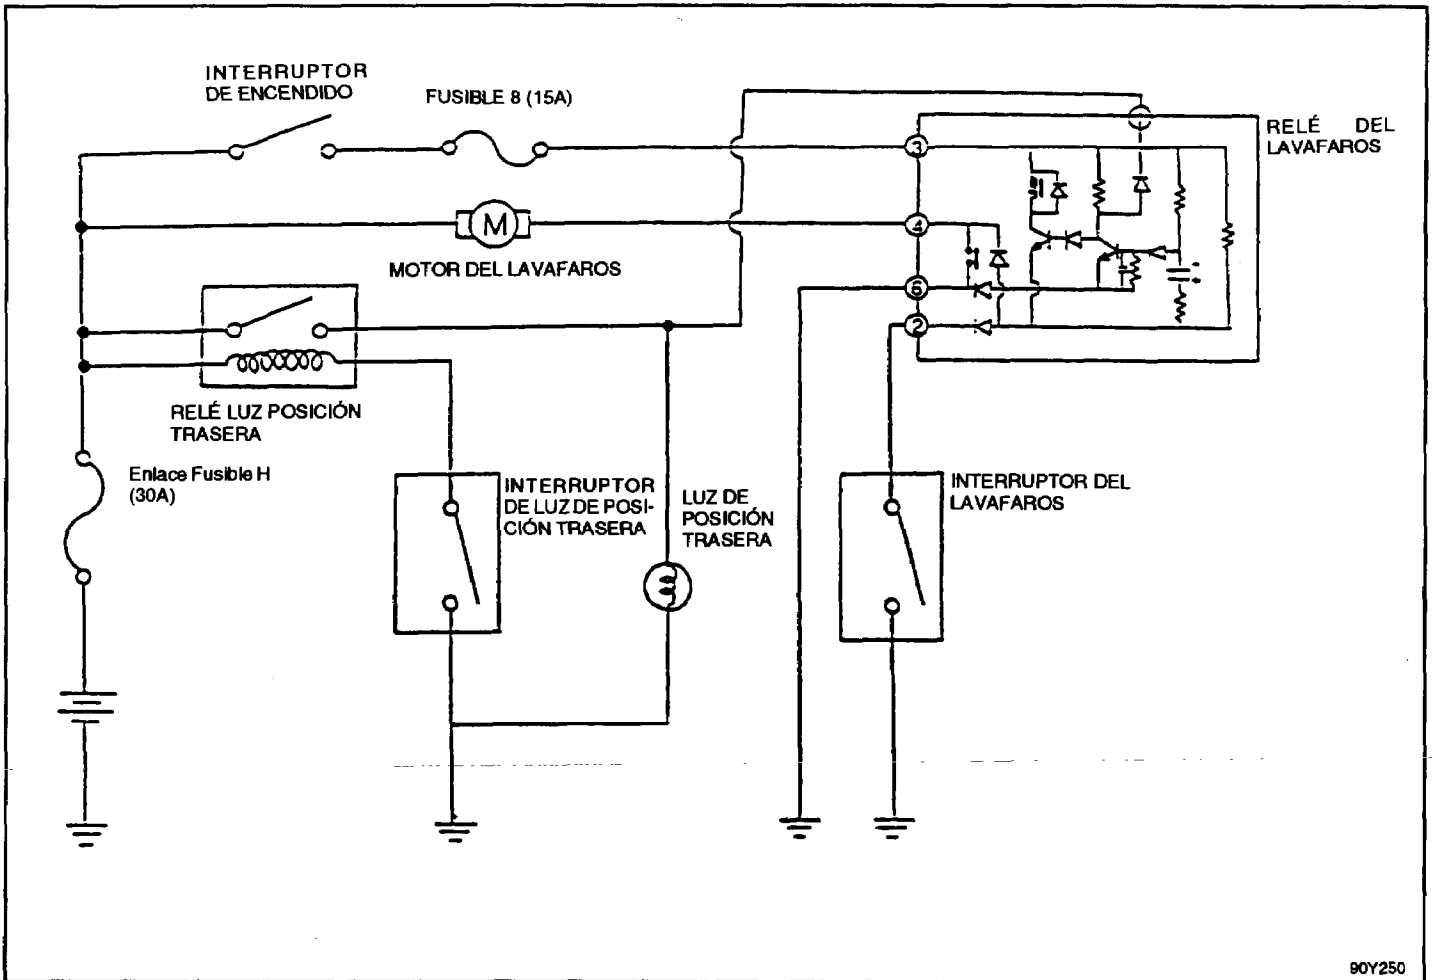 INTERRUPTOR
DE ENCENDIDO
FUSIBLE 8 (15A)
RELÉ DEL
LAVAFAROS
3
M
4
MOTOR DEL LAVAFAROS
2
RELÉ LUZ POSICIÓN
TRASERA
Enlace Fusible H
(30A)
INTERRUPTOR
DE LUZ DE POSI-
CIÓN TRASERA
LUZ DE
POSICIÓN
TRASERA
INTERRUPTOR DEL
LAVAFAROS
90Y250